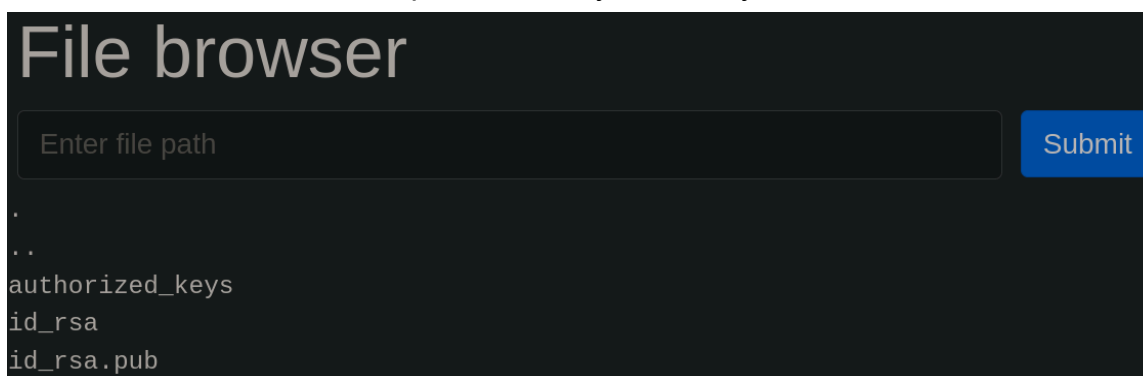 File browser
Enter file path
Submit
.
..
authorized_keys
id_rsa
id_rsa.pub